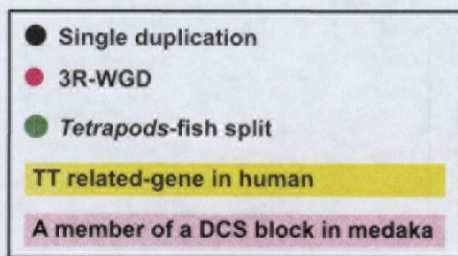 Single duplication
3R-WGD
Tetrapods-fish split
TT related-gene in human
A member of a DCS block in medaka